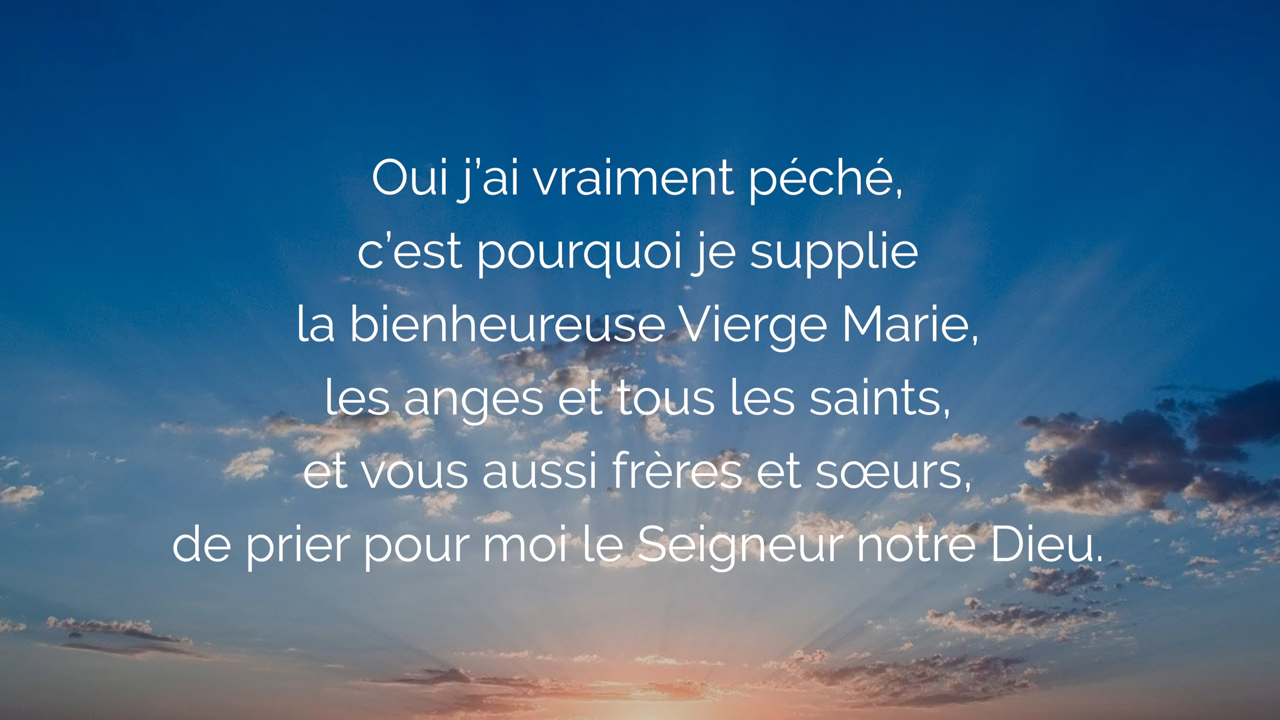 Oui j’ai vraiment péché,
c’est pourquoi je supplie
la bienheureuse Vierge Marie,
les anges et tous les saints,
et vous aussi frères et sœurs,
de prier pour moi le Seigneur notre Dieu.